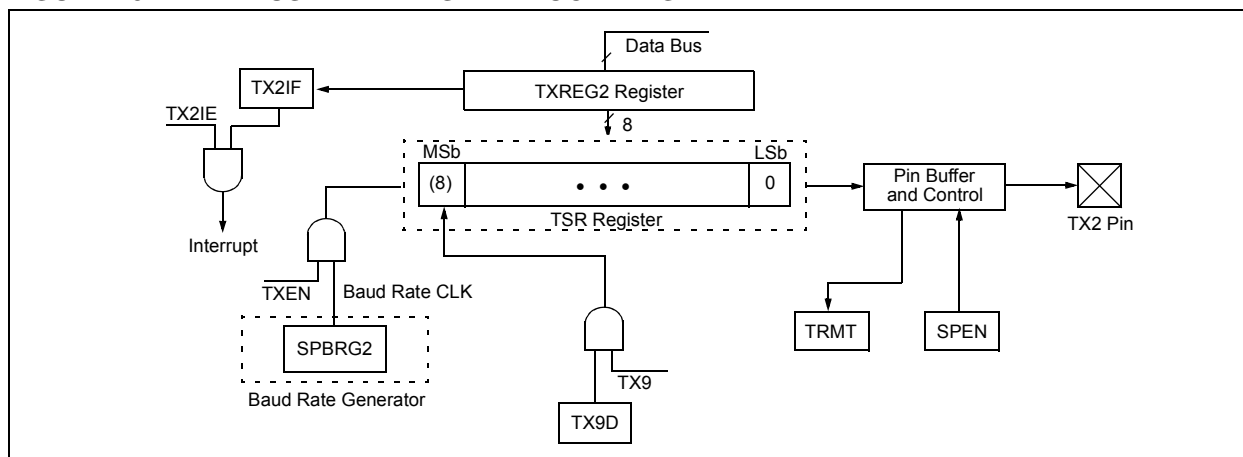 Data Bus
TX2IF
TXREG2 Register
TX2IE
8
MSb
LSb
(8)
• • •
0
Pin Buffer
and Control
TSR Register
TX2 Pin
Interrupt
TXEN
Baud Rate CLK
TRMT
SPEN
SPBRG2
TX9
Baud Rate Generator
TX9D